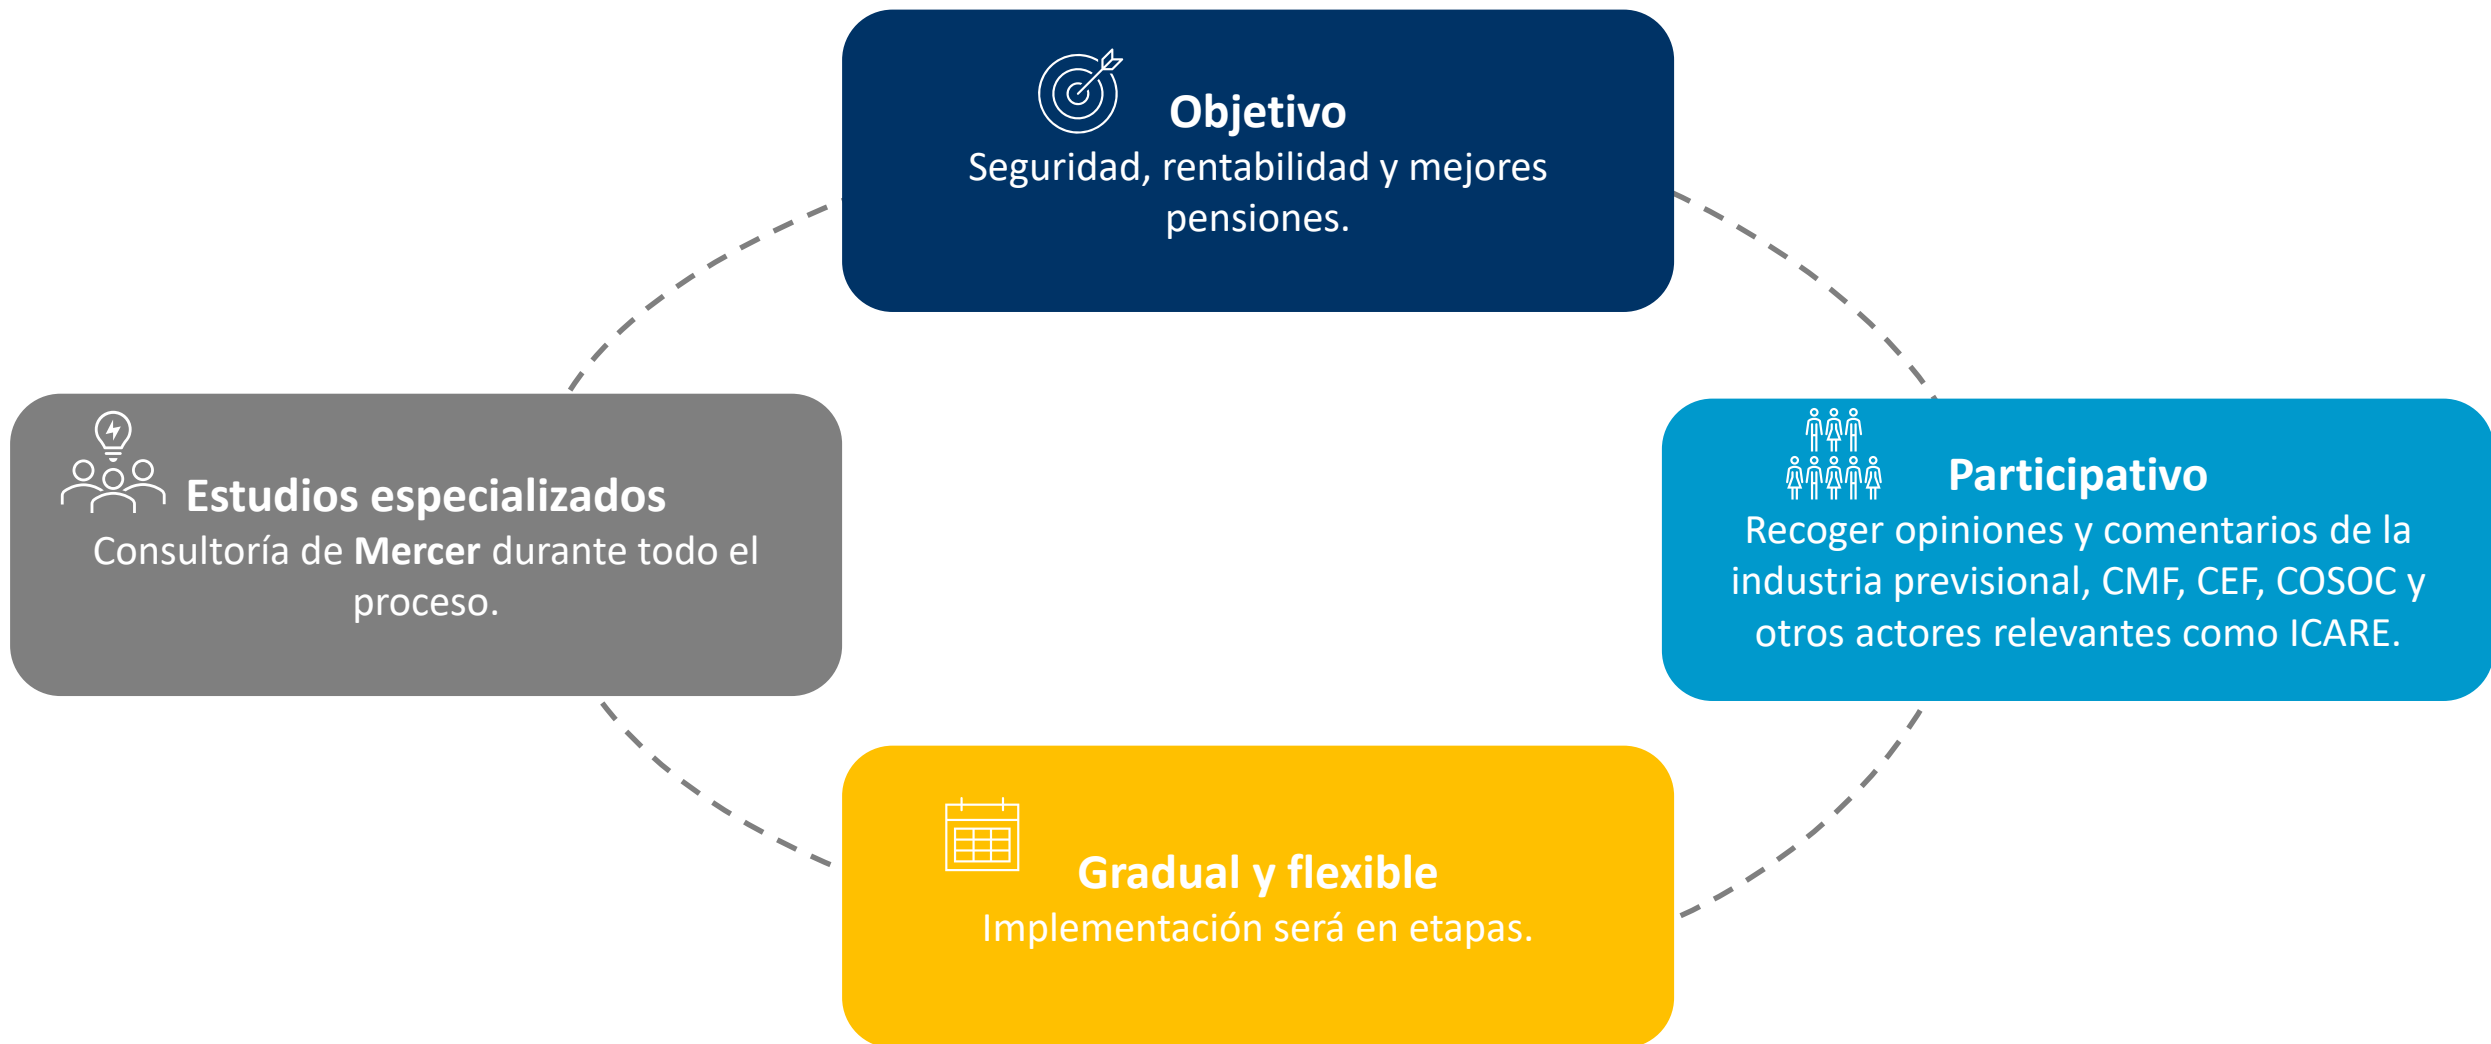 Objetivo
Seguridad, rentabilidad y mejores
pensiones.
Estudios especializados
Consultoría de Mercer durante todo el
proceso.
Participativo
Recoger opiniones y comentarios de la
industria previsional, CMF, CEF, COSOC y
otros actores relevantes como ICARE.
Gradual y flexible
Implementación será en etapas.